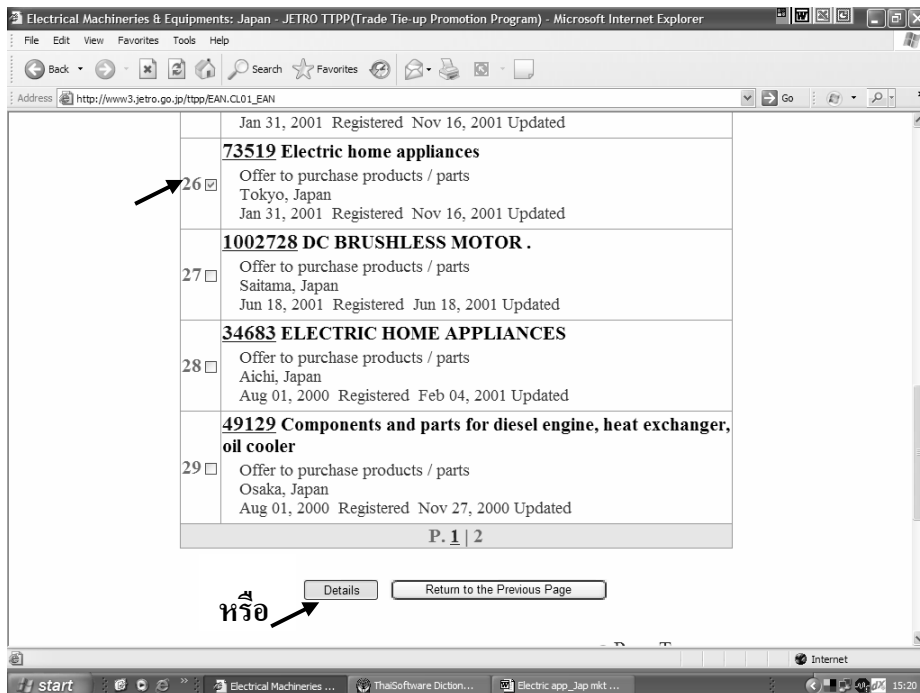 Electrical Machineries & Equipments: Japan - JETRO TTPP(Trade Tie-up Promotion Program) - Microsoft Internet Explorer
File Edit View Favorites Tools Help
Back Search Favorites
Address http://www3.jetro.go.jp/ttpp/EAN.CL01_EAN Go
Jan 31, 2001 Registered Nov 16, 2001 Updated
73519 Electric home appliances
26 Offer to purchase products / parts
Tokyo, Japan
Jan 31, 2001 Registered Nov 16, 2001 Updated
1002728 DC BRUSHLESS MOTOR .
27 Offer to purchase products / parts
Saitama, Japan
Jun 18, 2001 Registered Jun 18, 2001 Updated
34683 ELECTRIC HOME APPLIANCES
28 Offer to purchase products / parts
Aichi, Japan
Aug 01, 2000 Registered Feb 04, 2001 Updated
49129 Components and parts for diesel engine, heat exchanger,
oil cooler
29 Offer to purchase products / parts
Osaka, Japan
Aug 01, 2000 Registered Nov 27, 2000 Updated
P. 1 | 2
Details Return to the Previous Page
หรือ
Internet
start Electrical Machineries ... ThaiSoftware Diction... Electric app_Jap mkt ... 15:20